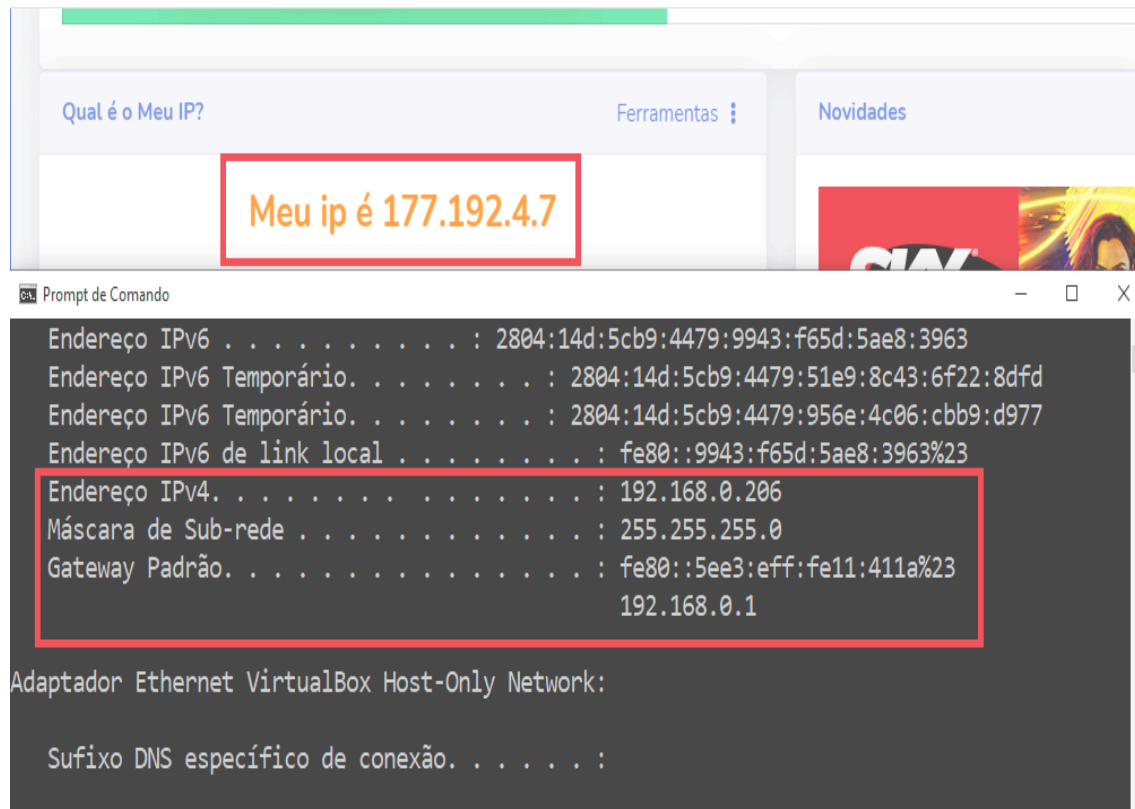 Qual é o Meu IP?
Ferramentas
Novidades
Meu ip é 177.192.4.7
Prompt de Comando
Endereço IPv6 . . . . . . . . . . : 2804:14d:5cb9:4479:9943:f65d:5ae8:3963
Endereço IPv6 Temporário. . . . . . . . : 2804:14d:5cb9:4479:51e9:8c43:6f22:8dfd
Endereço IPv6 Temporário. . . . . . . . : 2804:14d:5cb9:4479:956e:4c06:cbb9:d977
Endereço IPv6 de link local . . . . . . . . : fe80::9943:f65d:5ae8:3963%23
Endereço IPv4. . . . . . . . . . . . . . . : 192.168.0.206
Máscara de Sub-rede . . . . . . . . . . . . : 255.255.255.0
Gateway Padrão. . . . . . . . . . . . . . . : fe80::5ee3:eff:fe11:411a%23
192.168.0.1
Adaptador Ethernet VirtualBox Host-Only Network:
Sufixo DNS específico de conexão. . . . . . :